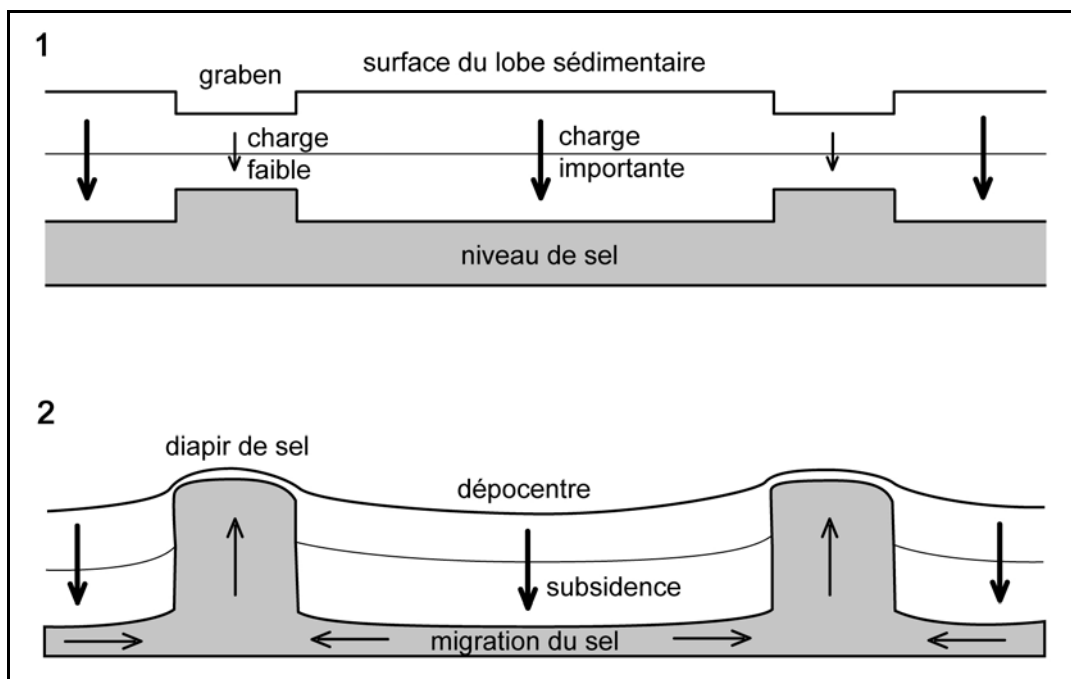 1
surface du lobe sédimentaire
graben
charge
faible
charge
importante
niveau de sel
2
diapir de sel
dépocentre
subsidence
migration du sel